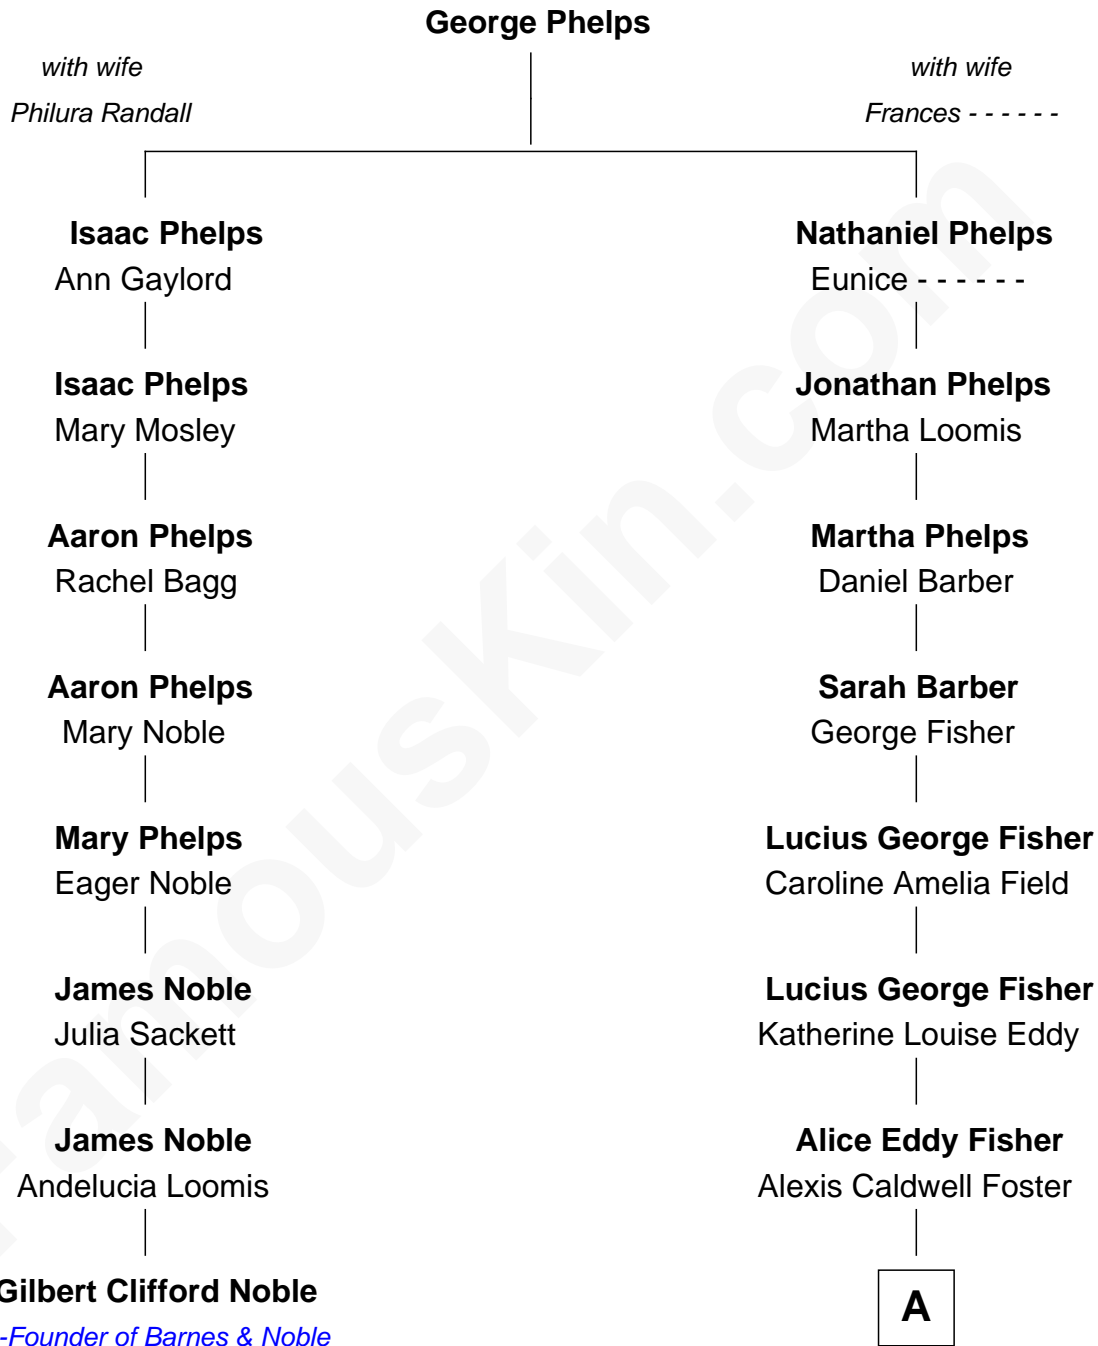 George Phelps
with wife
Philura Randall
with wife
Frances - - - - - -
Isaac Phelps
Ann Gaylord
Nathaniel Phelps
Eunice - - - - - -
Isaac Phelps
Mary Mosley
Jonathan Phelps
Martha Loomis
Aaron Phelps
Rachel Bagg
Martha Phelps
Daniel Barber
Aaron Phelps
Mary Noble
Sarah Barber
George Fisher
Mary Phelps
Eager Noble
Lucius George Fisher
Caroline Amelia Field
James Noble
Julia Sackett
Lucius George Fisher
Katherine Louise Eddy
James Noble
Andelucia Loomis
Alice Eddy Fisher
Alexis Caldwell Foster
Gilbert Clifford Noble
-Founder of Barnes & Noble
A
FamousKin.com